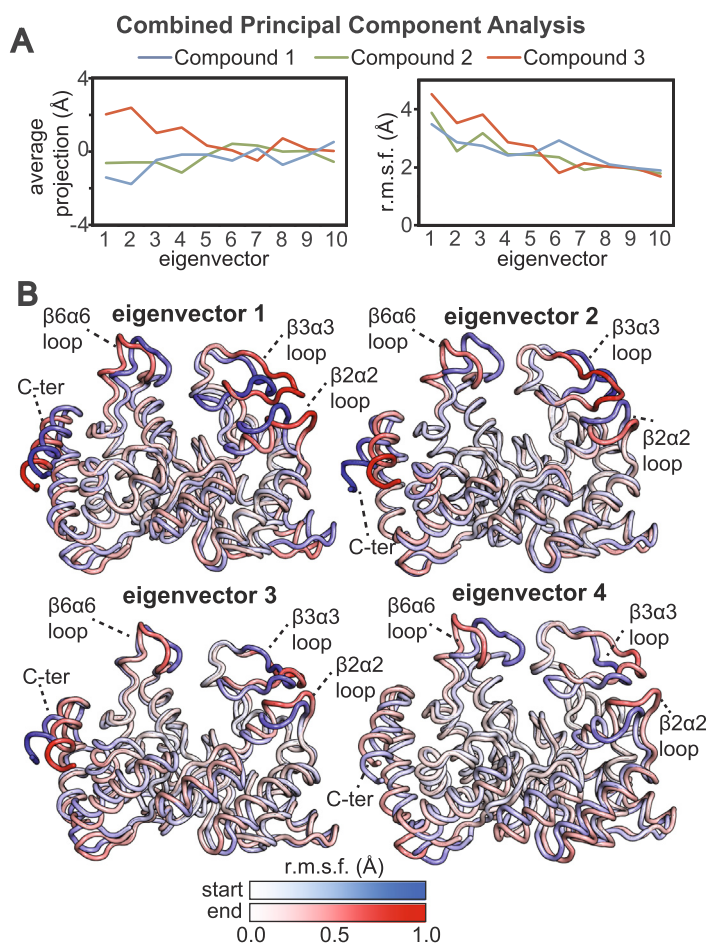 Combined Principal Component Analysis
A
Compound 1 Compound 2 Compound 3
average
projection (Å)
4
0
-4
1 2 3 4 5 6 7 8 9 10
eigenvector
r.m.s.f. (Å)
4
2
0
1 2 3 4 5 6 7 8 9 10
eigenvector
B
eigenvector 1
β6α6
loop
β3α3
loop
β2α2
loop
C-ter
eigenvector 2
β6α6
loop
β3α3
loop
β2α2
loop
C-ter
eigenvector 3
β6α6
loop
β3α3
loop
β2α2
loop
C-ter
eigenvector 4
β6α6
loop
β3α3
loop
β2α2
loop
C-ter
r.m.s.f. (Å)
start
end
0.0 0.5 1.0